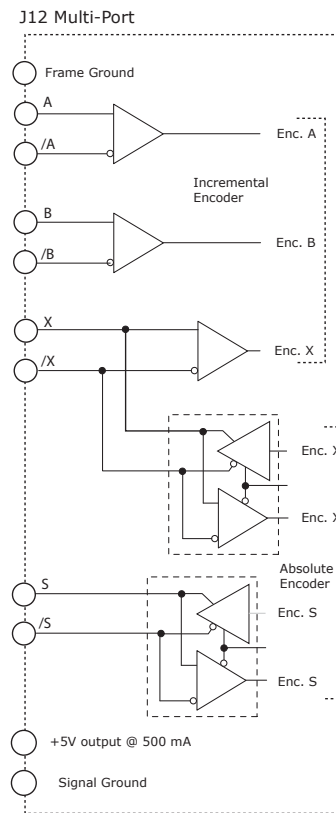 J12 Multi-Port
Frame Ground
A
Enc. A
/A
Incremental
Encoder
B
Enc. B
/B
X
Enc. X
/X
Enc. X
Enc. X
Absolute
Encoder
S
Enc. S
/S
Enc. S
+5V output @ 500 mA
Signal Ground